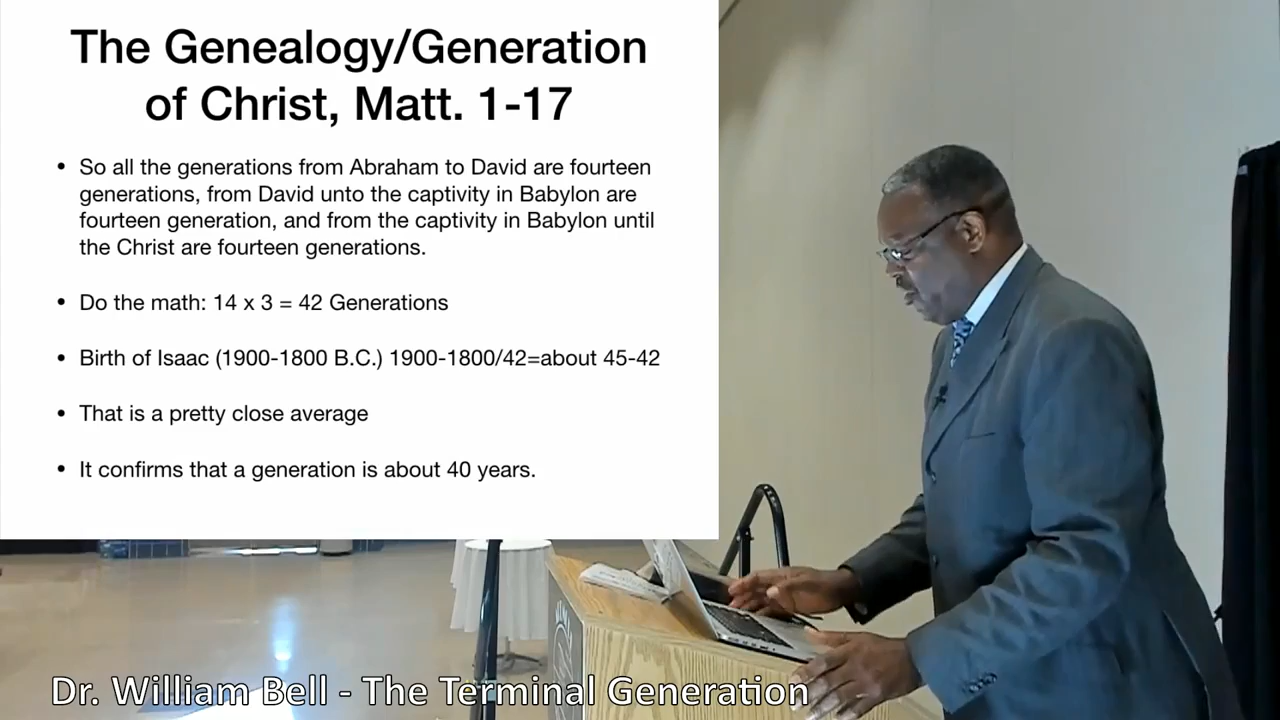 The Genealogy/Generation
of Christ, Matt. 1-17
• So all the generations from Abraham to David are fourteen
generations, from David unto the captivity in Babylon are
fourteen generation, and from the captivity in Babylon until
the Christ are fourteen generations.
• Do the math: 14 x 3 = 42 Generations
• Birth of Isaac (1900-1800 B.C.) 1900-1800/42=about 45-42
• That is a pretty close average
• It confirms that a generation is about 40 years.
Dr. William Bell - The Terminal Generation